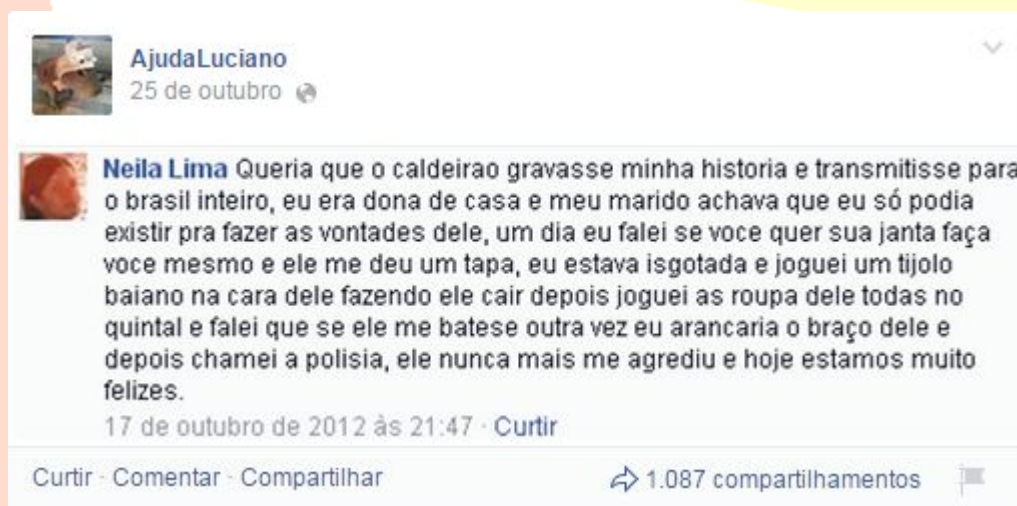 AjudaLuciano
25 de outubro
Neila Lima Queria que o caldeirao gravasse minha historia e transmitisse para
o brasil inteiro, eu era dona de casa e meu marido achava que eu só podia
existir pra fazer as vontades dele, um dia eu falei se voce quer sua janta faça
voce mesmo e ele me deu um tapa, eu estava isgotada e joguei um tijolo
baiano na cara dele fazendo ele cair depois joguei as roupa dele todas no
quintal e falei que se ele me batese outra vez eu arancaria o braço dele e
depois chamei a polisia, ele nunca mais me agrediu e hoje estamos muito
felizes.
17 de outubro de 2012 às 21:47 · Curtir
Curtir · Comentar · Compartilhar 1.087 compartilhamentos